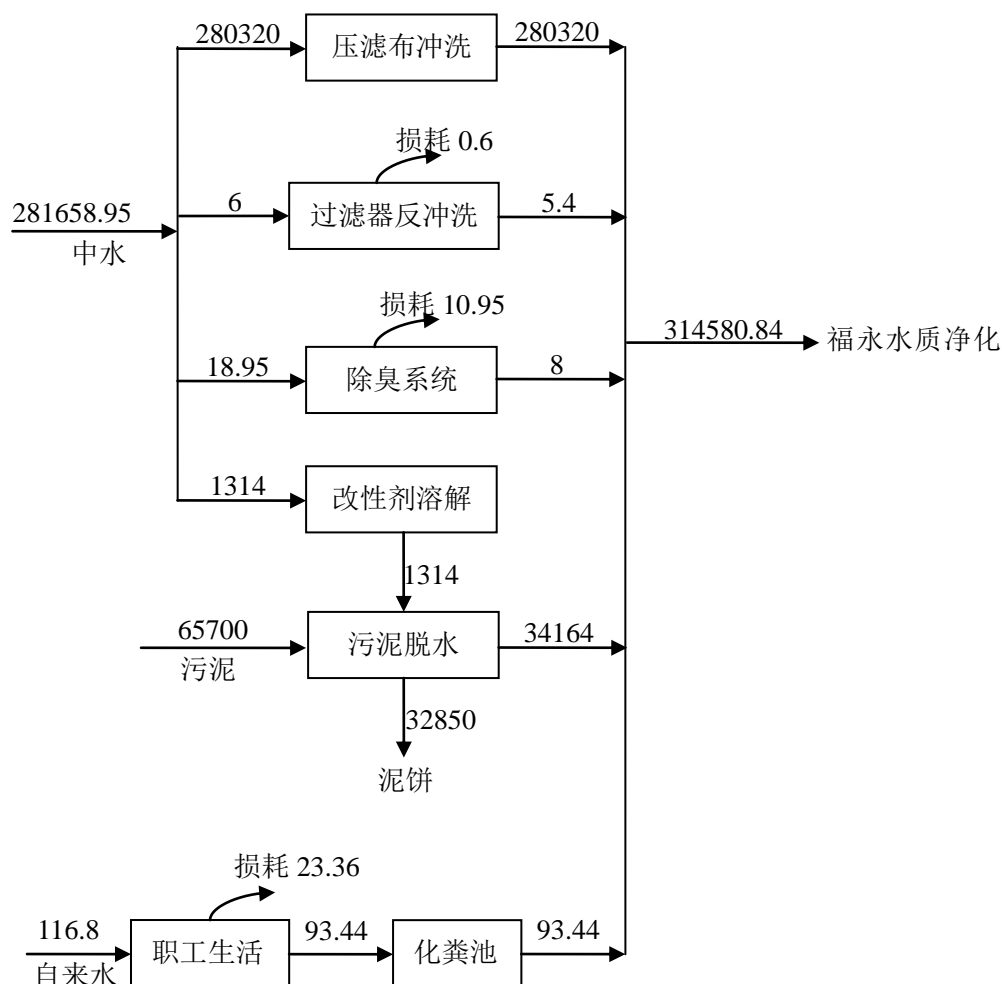 280320
压滤布冲洗
280320
损耗 0.6
6
过滤器反冲洗
5.4
281658.95
中水
损耗 10.95
18.95
除臭系统
8
314580.84
福永水质净化
1314
改性剂溶解
1314
65700
污泥
污泥脱水
34164
32850
泥饼
损耗 23.36
116.8
自来水
职工生活
93.44
化粪池
93.44